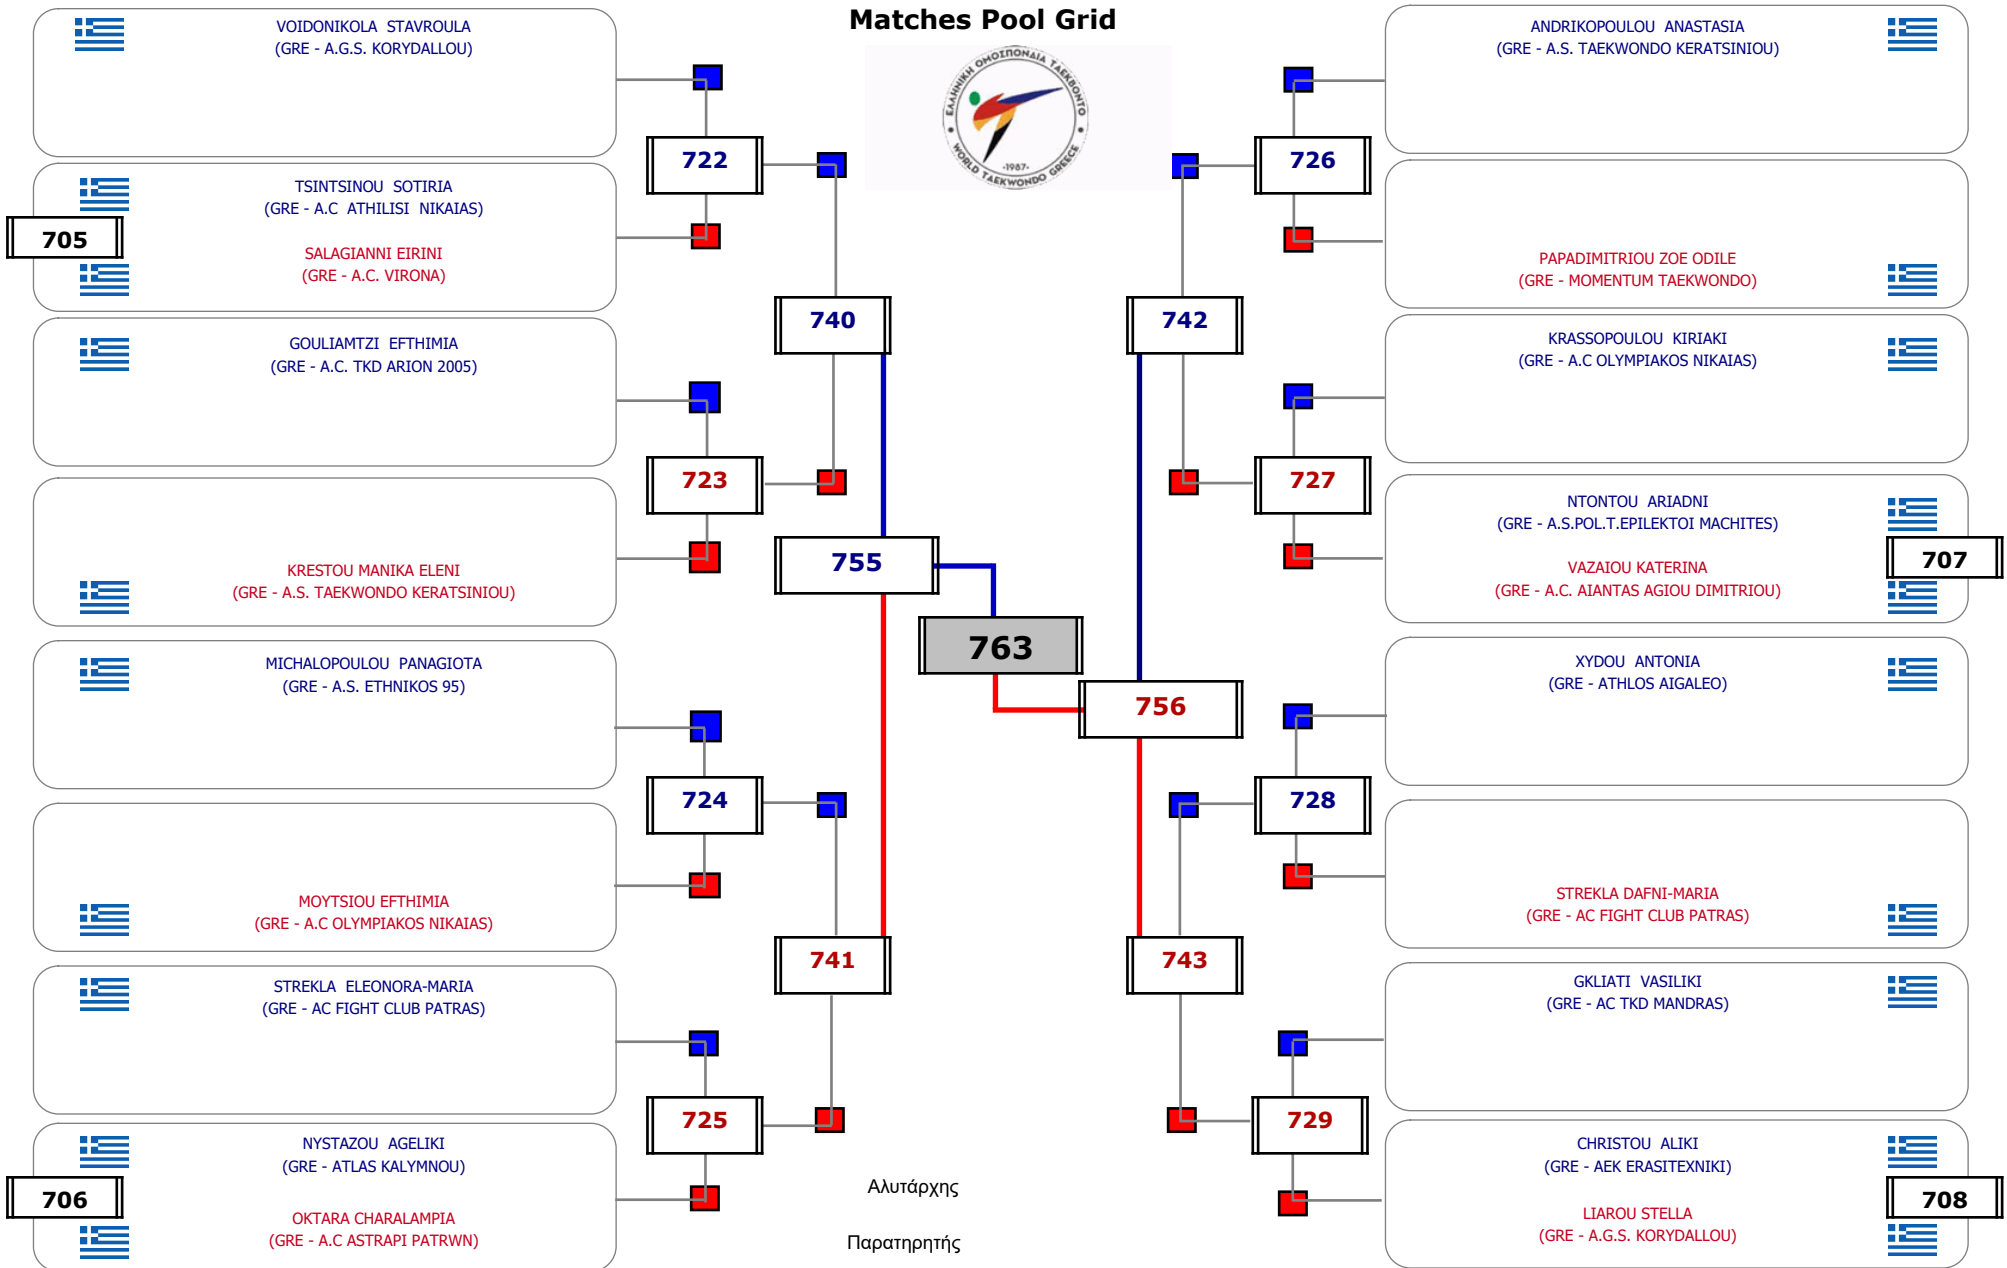 Matches Pool Grid
ΕΛΛΗΝΙΚΗ ΟΜΟΣΠΟΝΔΙΑ ΤΑΕΚΒΟΝΤΟ
-1987-
WORLD TAEKWONDO GREECE
VOIDONIKOLA STAVROULA
(GRE - A.G.S. KORYDALLOU)
722
TSINTSINOU SOTIRIA
(GRE - A.C ATHILISI NIKAIAS)
705
SALAGIANNI EIRINI
(GRE - A.C. VIRONA)
740
GOULIAMTZI EFTHIMIA
(GRE - A.C. TKD ARION 2005)
723
KRESTOU MANIKA ELENI
(GRE - A.S. TAEKWONDO KERATSINIOU)
755
763
MICHALOPOULOU PANAGIOTA
(GRE - A.S. ETHNIKOS 95)
724
MOYTSIOU EFTHIMIA
(GRE - A.C OLYMPIAKOS NIKAIAS)
741
STREKLA ELEONORA-MARIA
(GRE - AC FIGHT CLUB PATRAS)
725
NYSTAZOU AGELIKI
(GRE - ATLAS KALYMNOU)
706
OKTARA CHARALAMPIA
(GRE - A.C ASTRAPI PATRWN)
ANDRIKOPOULOU ANASTASIA
(GRE - A.S. TAEKWONDO KERATSINIOU)
726
PAPADIMITRIOU ZOE ODILE
(GRE - MOMENTUM TAEKWONDO)
742
KRASSOPOULOU KIRIAKI
(GRE - A.C OLYMPIAKOS NIKAIAS)
727
NTONTOU ARIADNI
(GRE - A.S.POL.T.EPILEKTOI MACHITES)
707
VAZAIOU KATERINA
(GRE - A.C. AIANTAS AGIOU DIMITRIOU)
756
XYDOU ANTONIA
(GRE - ATHLOS AIGALEO)
728
STREKLA DAFNI-MARIA
(GRE - AC FIGHT CLUB PATRAS)
743
GKLIATI VASILIKI
(GRE - AC TKD MANDRAS)
729
CHRISTOU ALIKI
(GRE - AEK ERASITEXNIKI)
708
LIAROU STELLA
(GRE - A.G.S. KORYDALLOU)
Αλυτάρχης
Παρατηρητής